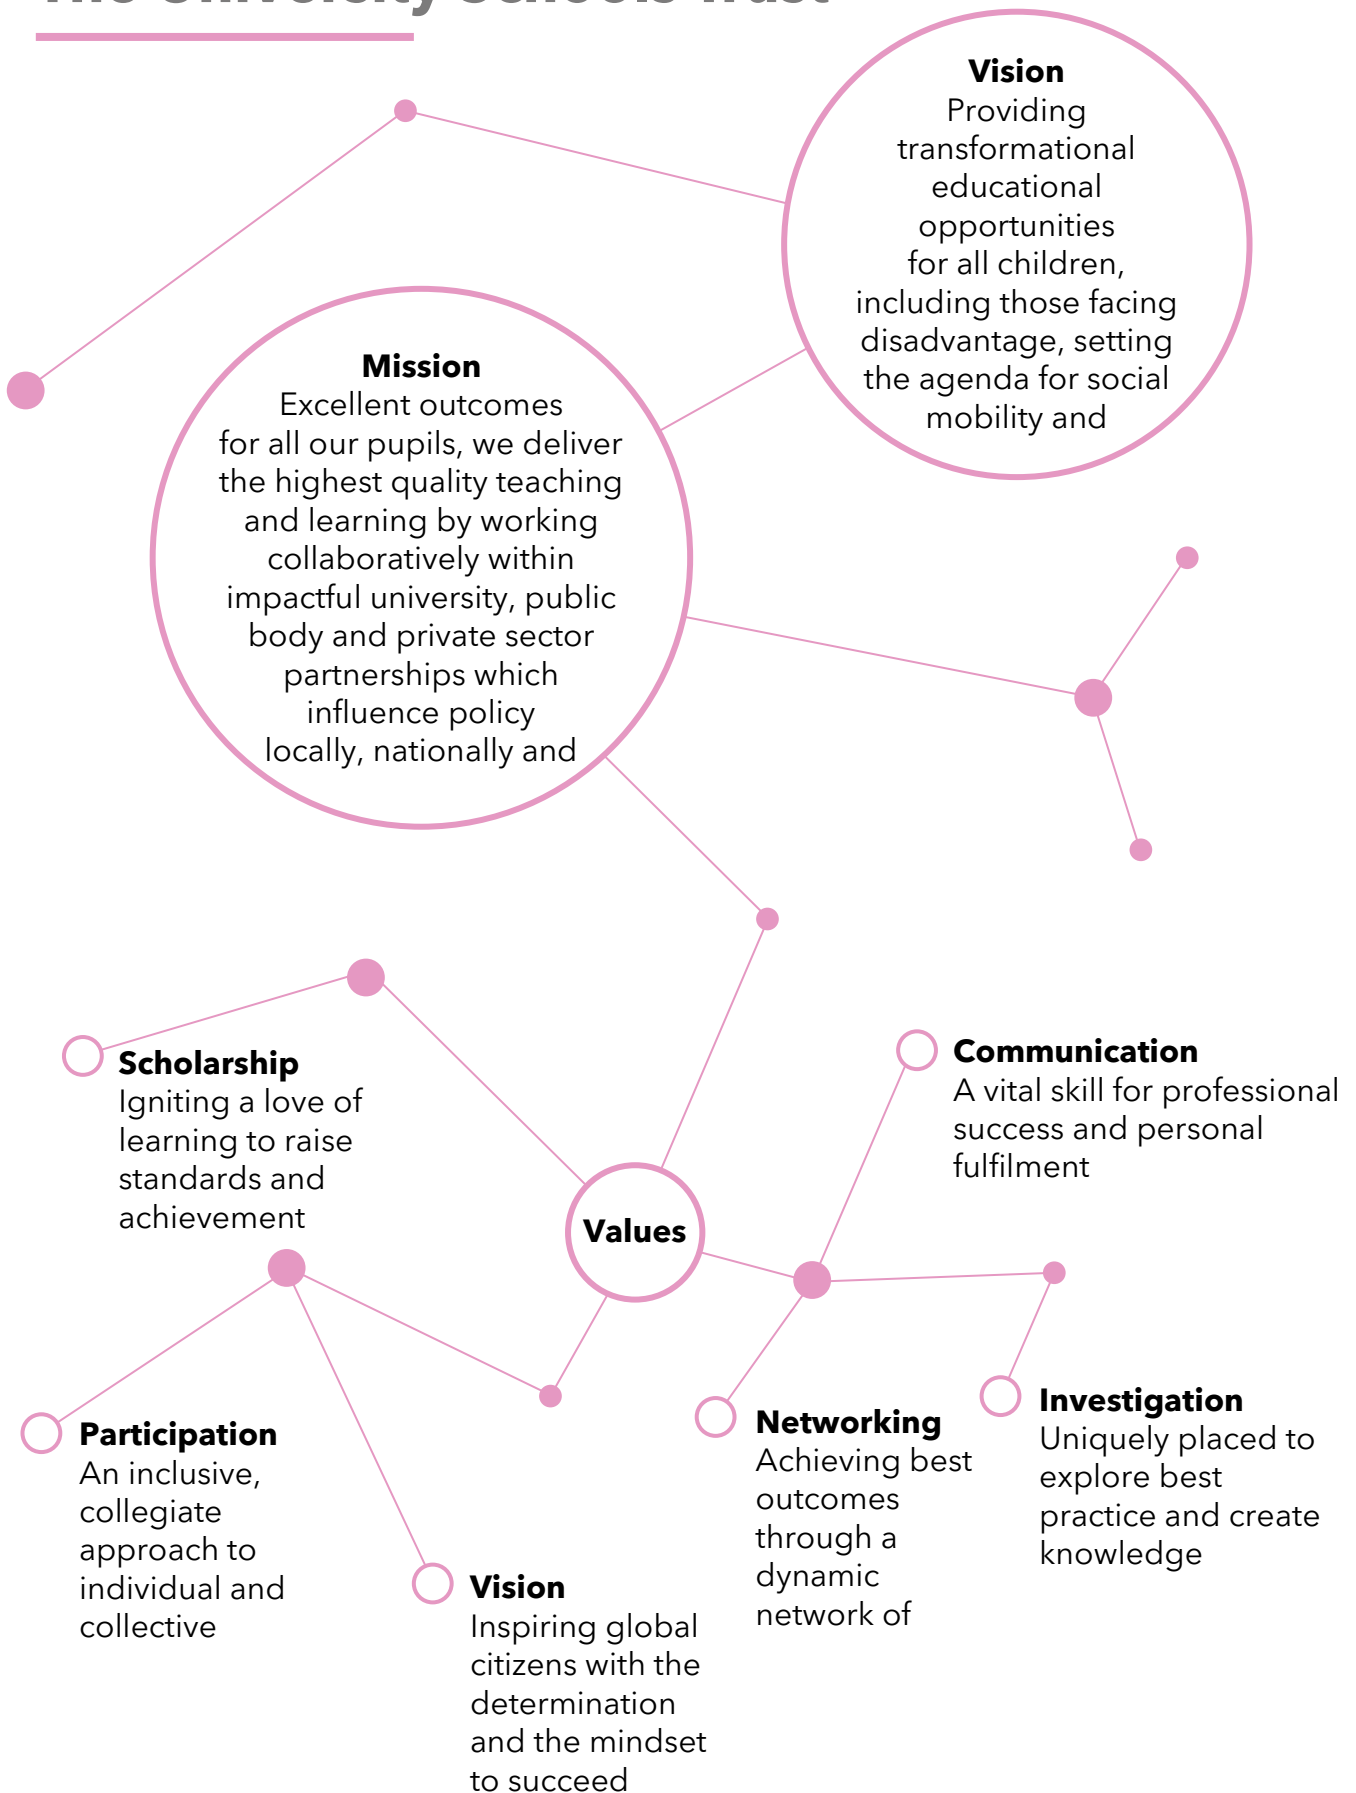 The University Schools Trust
Vision
Providing
transformational
educational
opportunities
for all children,
including those facing
disadvantage, setting
the agenda for social
mobility and
Mission
Excellent outcomes
for all our pupils, we deliver
the highest quality teaching
and learning by working
collaboratively within
impactful university, public
body and private sector
partnerships which
influence policy
locally, nationally and
Scholarship
Igniting a love of
learning to raise
standards and
achievement
Communication
A vital skill for professional
success and personal
fulfilment
Values
Participation
An inclusive,
collegiate
approach to
individual and
collective
Vision
Inspiring global
citizens with the
determination
and the mindset
to succeed
Networking
Achieving best
outcomes
through a
dynamic
network of
Investigation
Uniquely placed to
explore best
practice and create
knowledge